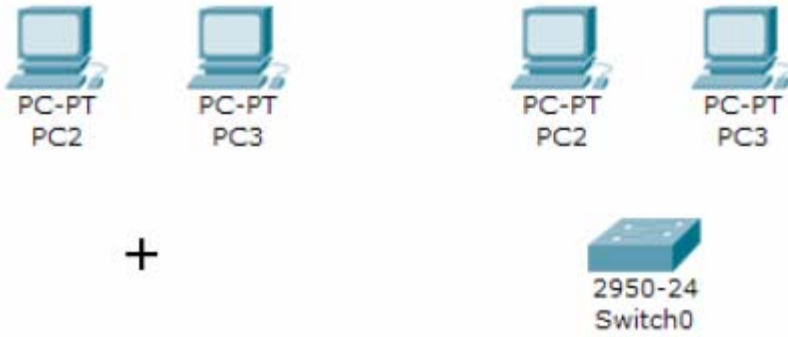 PC-PT PC-PT PC-PT PC-PT
PC2 PC3 PC2 PC3
+
2950-24
Switch0